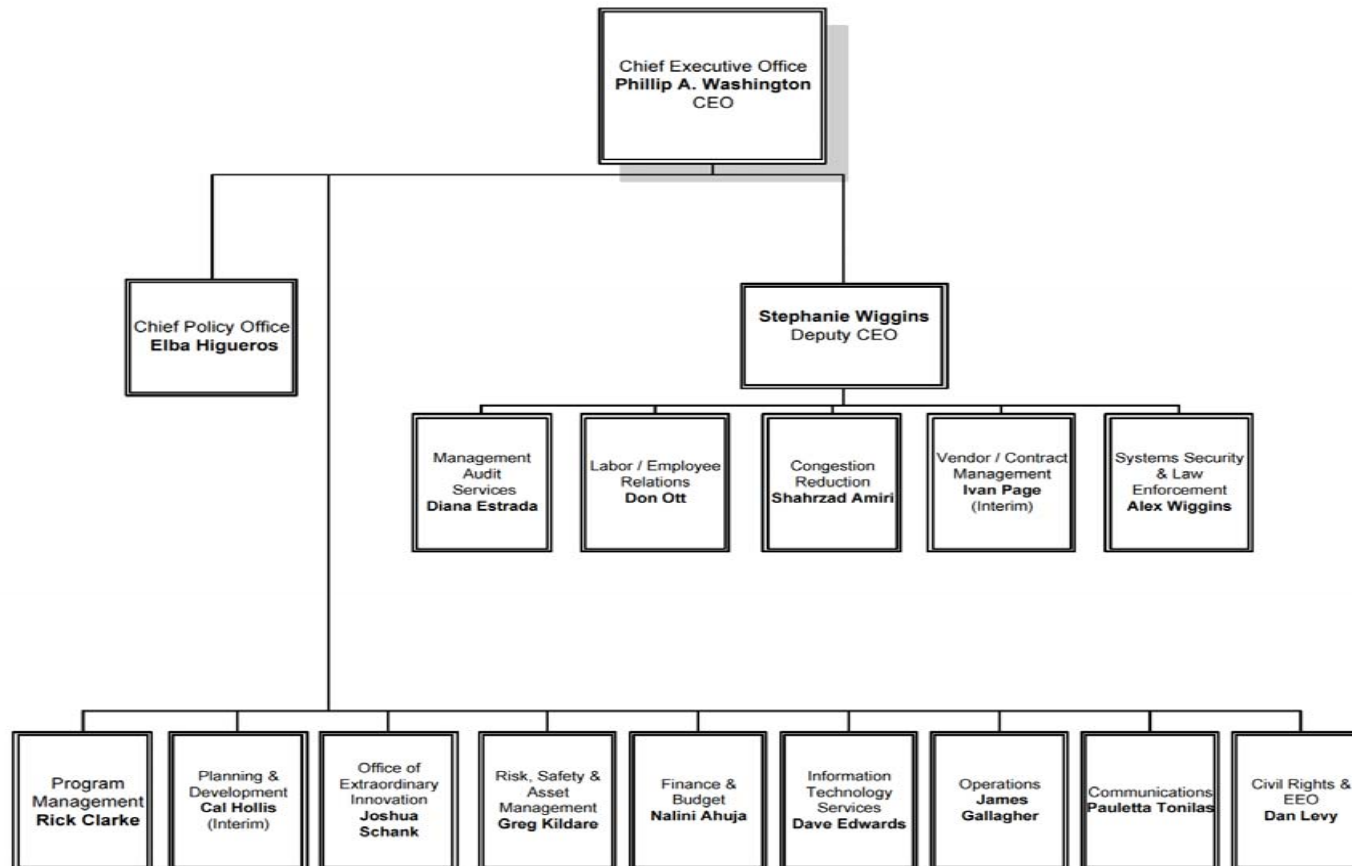 Chief Executive Office
Phillip A. Washington
CEO
Chief Policy Office
Elba Higueros
Stephanie Wiggins
Deputy CEO
Management
Audit
Services
Diana Estrada
Labor / Employee
Relations
Don Ott
Congestion
Reduction
Shahrzad Amiri
Vendor / Contract
Management
Ivan Page
(Interim)
Systems Security
& Law
Enforcement
Alex Wiggins
Program
Management
Rick Clarke
Planning &
Development
Cal Hollis
(Interim)
Office of
Extraordinary
Innovation
Joshua
Schank
Risk, Safety &
Asset
Management
Greg Kildare
Finance &
Budget
Nalini Ahuja
Information
Technology
Services
Dave Edwards
Operations
James
Gallagher
Communications
Pauletta Tonilas
Civil Rights &
EEO
Dan Levy